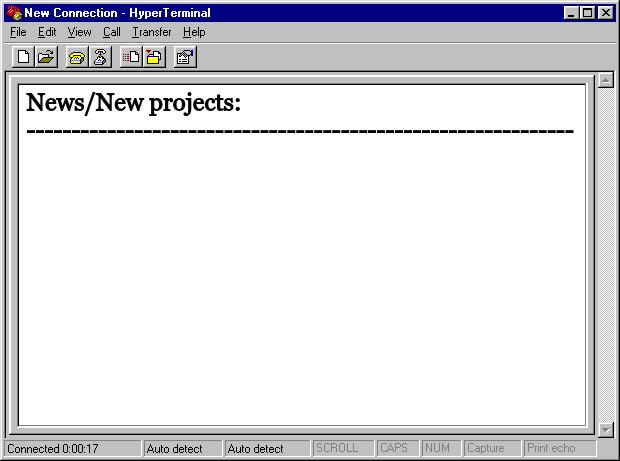 New Connection - HyperTerminal
File Edit View Call Transfer Help
News/New projects:
-------------------------------------------------------------
Connected 0:00:17 Auto detect Auto detect SCROLL CAPS NUM Capture Print echo